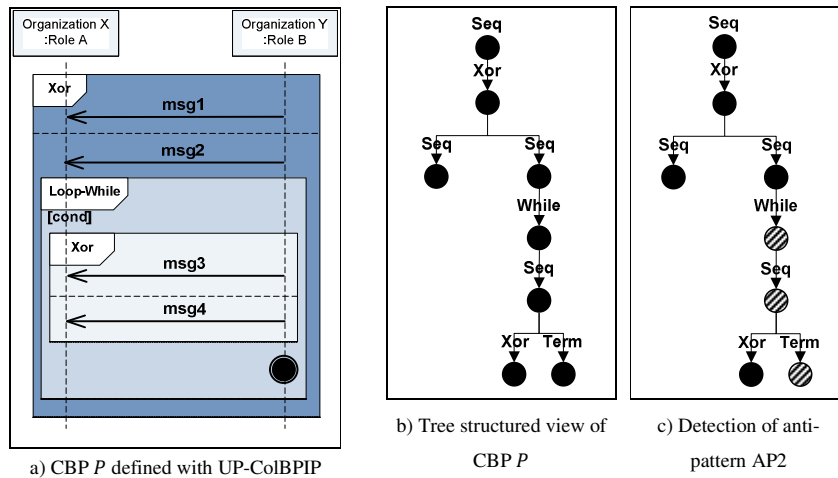 Organization X
:Role A
Organization Y
:Role B
Xor
msg1
msg2
Loop-While
[cond]
Xor
msg3
msg4
a) CBP P defined with UP-ColBPIP
Seq
Xor
Seq Seq
While
Seq
Xor Term
b) Tree structured view of
CBP P
Seq
Xor
Seq Seq
While
Seq
Xor Term
c) Detection of anti-
pattern AP2